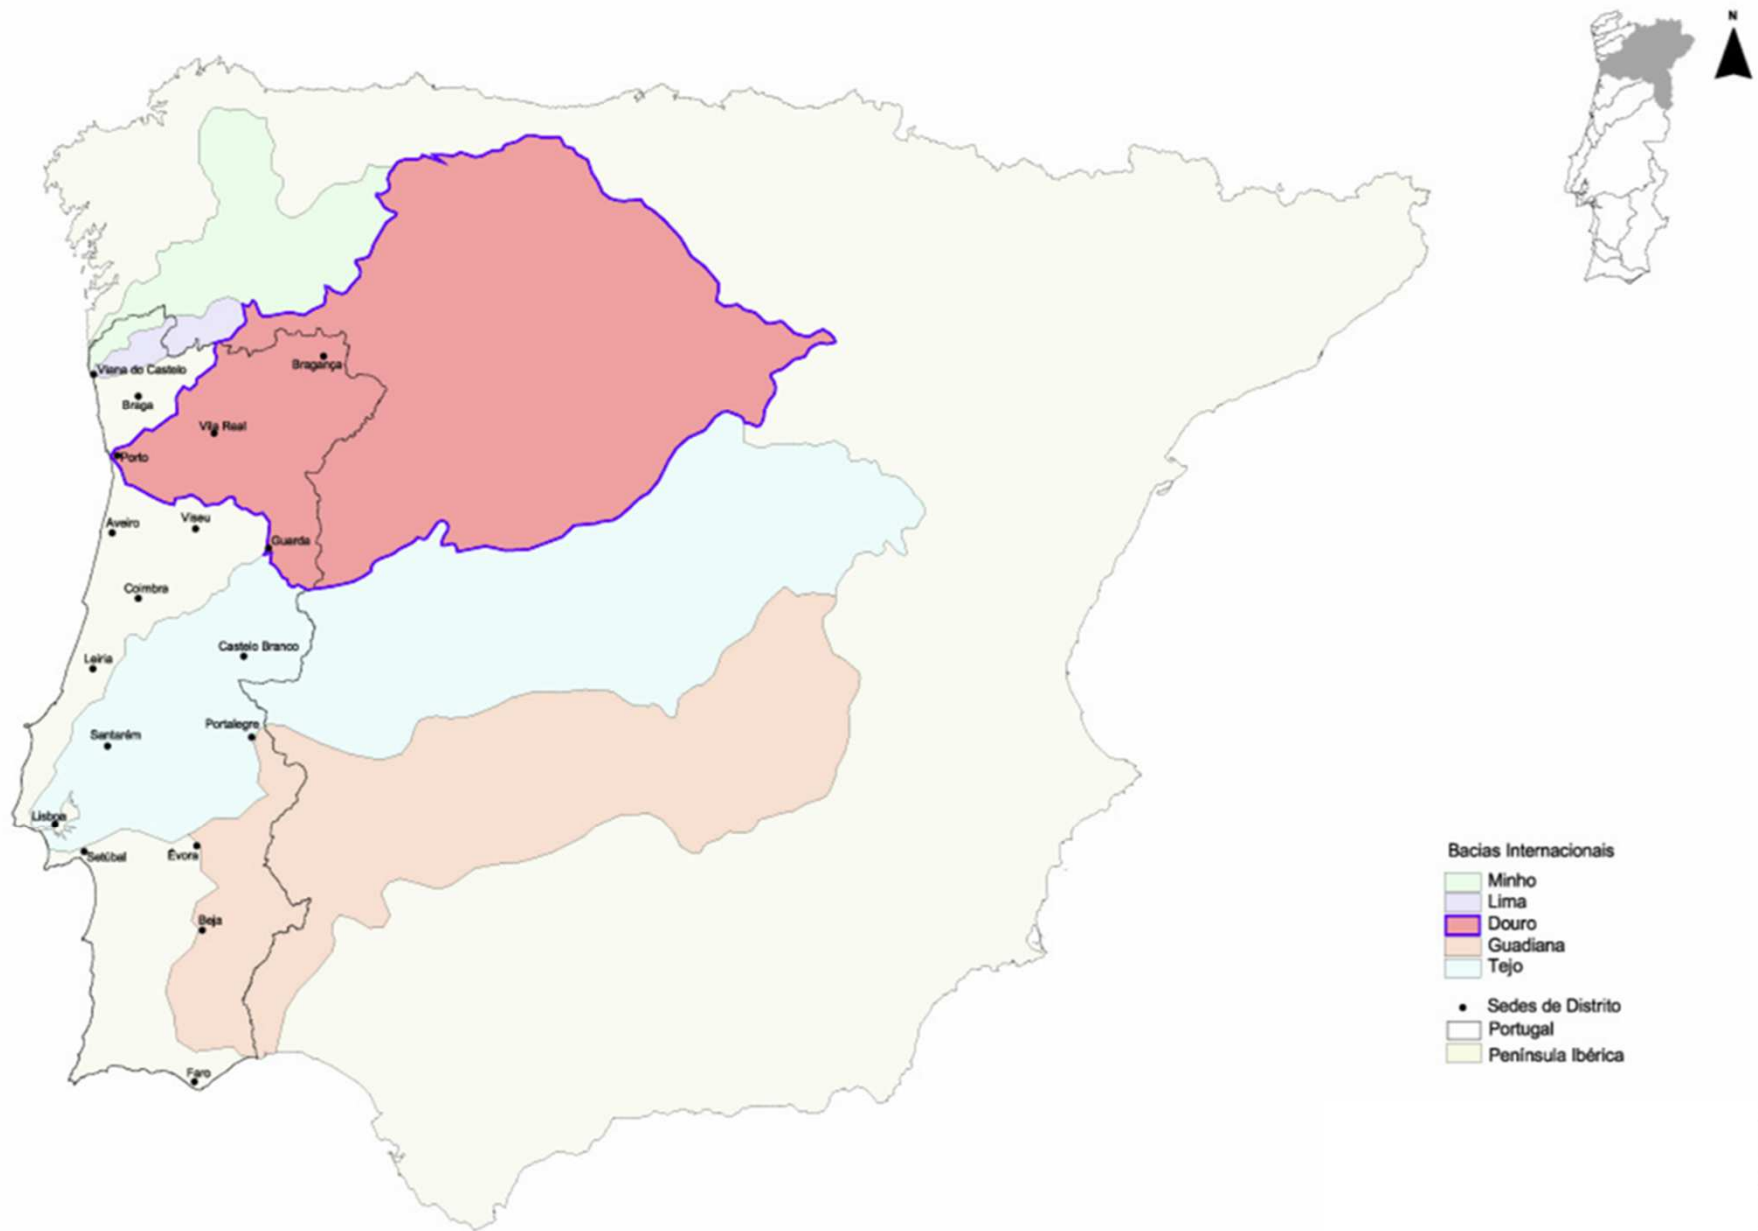 N
Viana do Castelo
Bragança
Braga
Vila Real
Porto
Aveiro
Viseu
Guarda
Coimbra
Castelo Branco
Leiria
Portalegre
Santarém
Lisboa
Setúbal
Évora
Beja
Faro
Bacias Internacionais
Minho
Lima
Douro
Guadiana
Tejo
Sedes de Distrito
Portugal
Península Ibérica